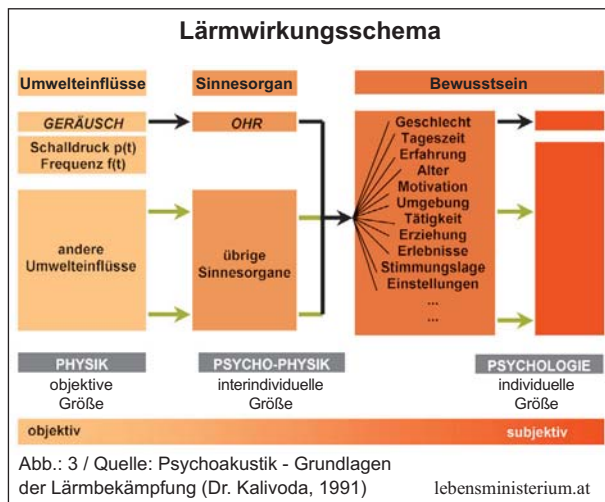 Lärmwirkungsschema
Umwelteinflüsse
Sinnesorgan
Bewusstsein
GERÄUSCH
OHR
Schalldruck p(t)
Frequenz f(t)
andere
Umwelteinflüsse
übrige
Sinnesorgane
Geschlecht
Tageszeit
Erfahrung
Alter
Motivation
Umgebung
Tätigkeit
Erziehung
Erlebnisse
Stimmungslage
Einstellungen
...
...
PHYSIK
objektive
Größe
PSYCHO-PHYSIK
interindividuelle
Größe
PSYCHOLOGIE
individuelle
Größe
objektiv
subjektiv
Abb.: 3 / Quelle: Psychoakustik - Grundlagen
der Lärmbekämpfung (Dr. Kalivoda, 1991)
lebensministerium.at